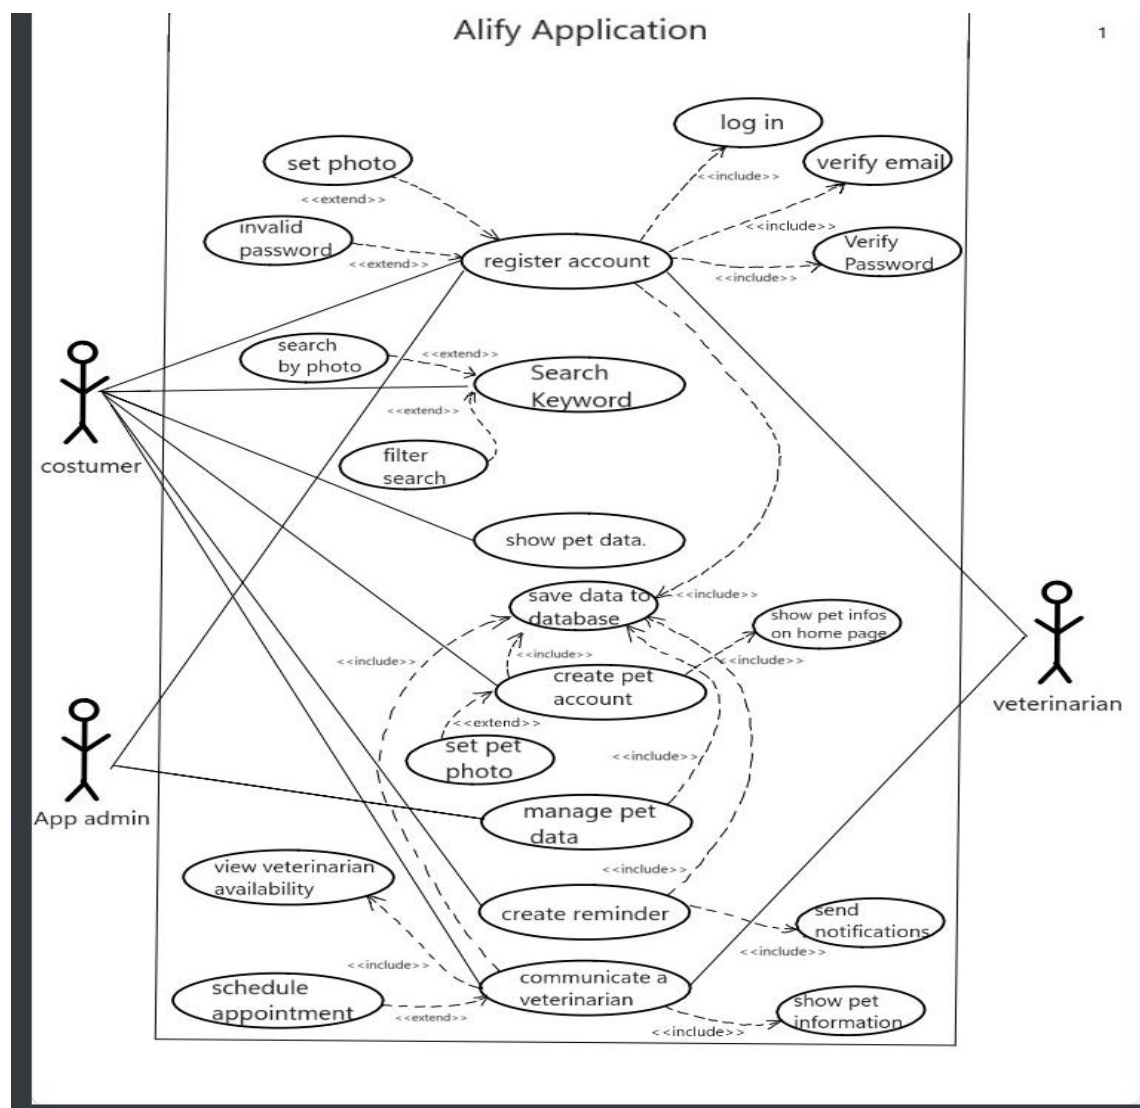 Alify Application
1
log in
set photo
verify email
<<include>>
<<extend>>
invalid
password
<<include>>
Verify
Password
<<extend>>
register account
<<include>>
search
by photo
<<extend>>
Search
Keyword
<<extend>>
costumer
filter
search
show pet data.
save data to
database
<<include>>
show pet infos
on home page
<<include>>
<<include>>
<<include>>
create pet
account
veterinarian
<<extend>>
set pet
photo
<<include>>
App admin
manage pet
data
view veterinarian
availability
<<include>>
create reminder
send
notifications
<<include>>
<<include>>
schedule
appointment
communicate a
veterinarian
<<extend>>
show pet
information
<<include>>